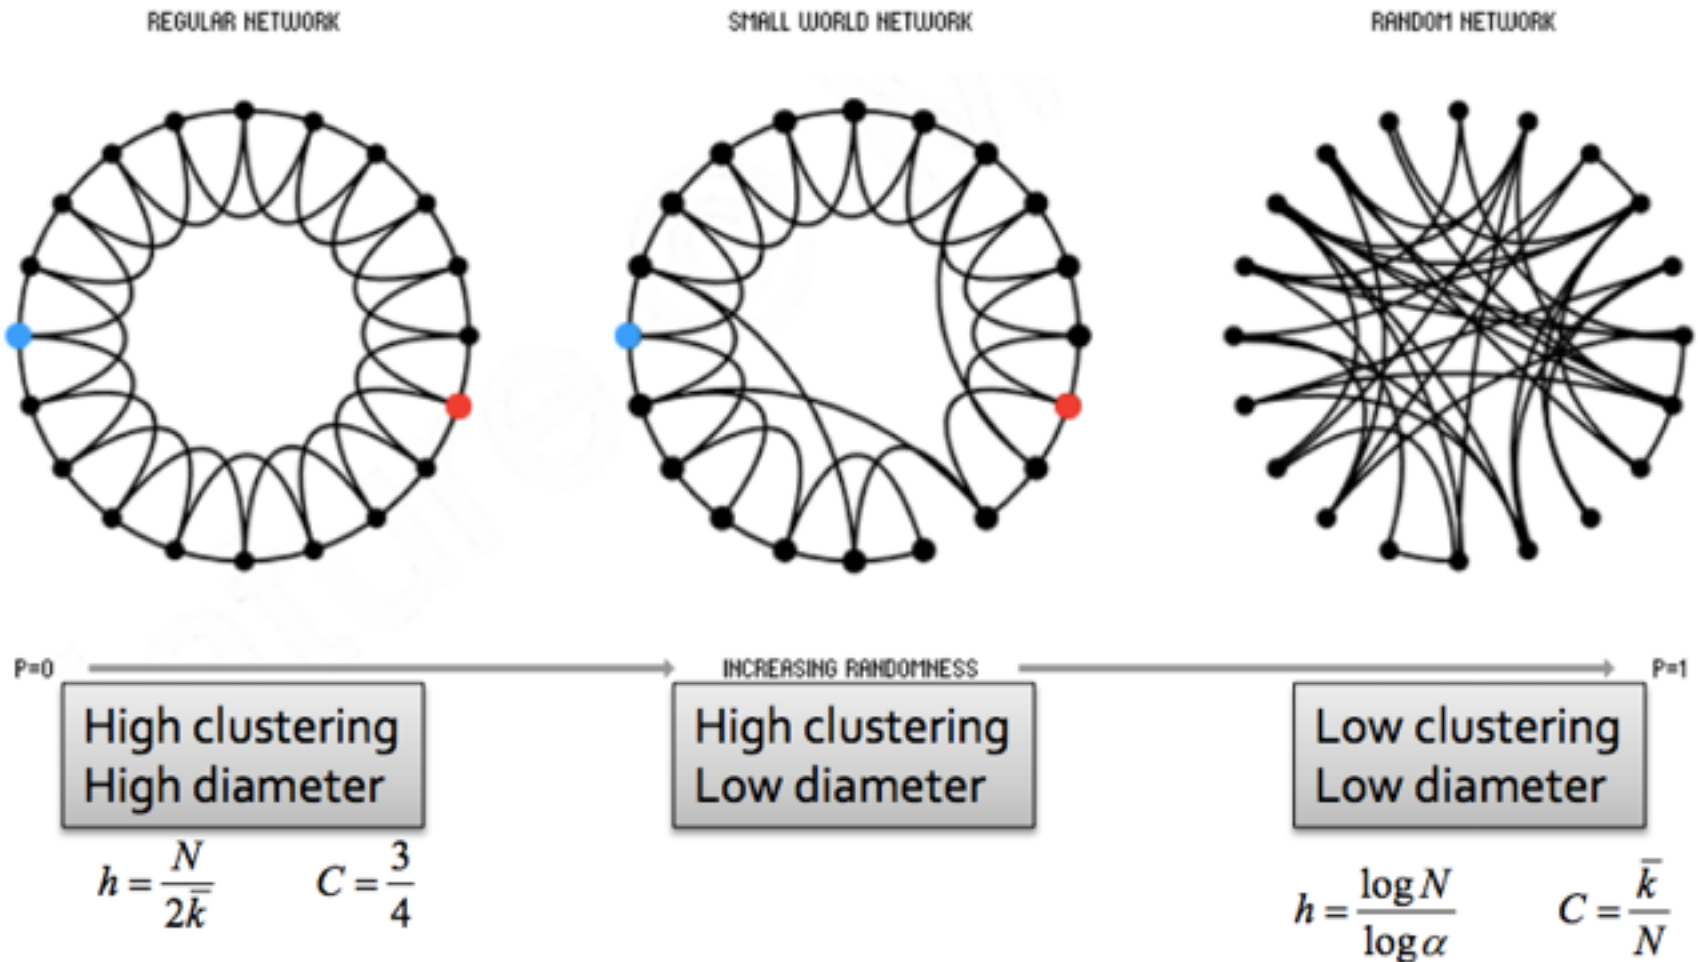 REGULAR NETWORK
SMALL WORLD NETWORK
RANDOM NETWORK
P=0
INCREASING RANDOMNESS
P=1
High clustering
High diameter
High clustering
Low diameter
Low clustering
Low diameter
h = N / 2k̄
C = 3 / 4
h = log N / log α
C = k̄ / N